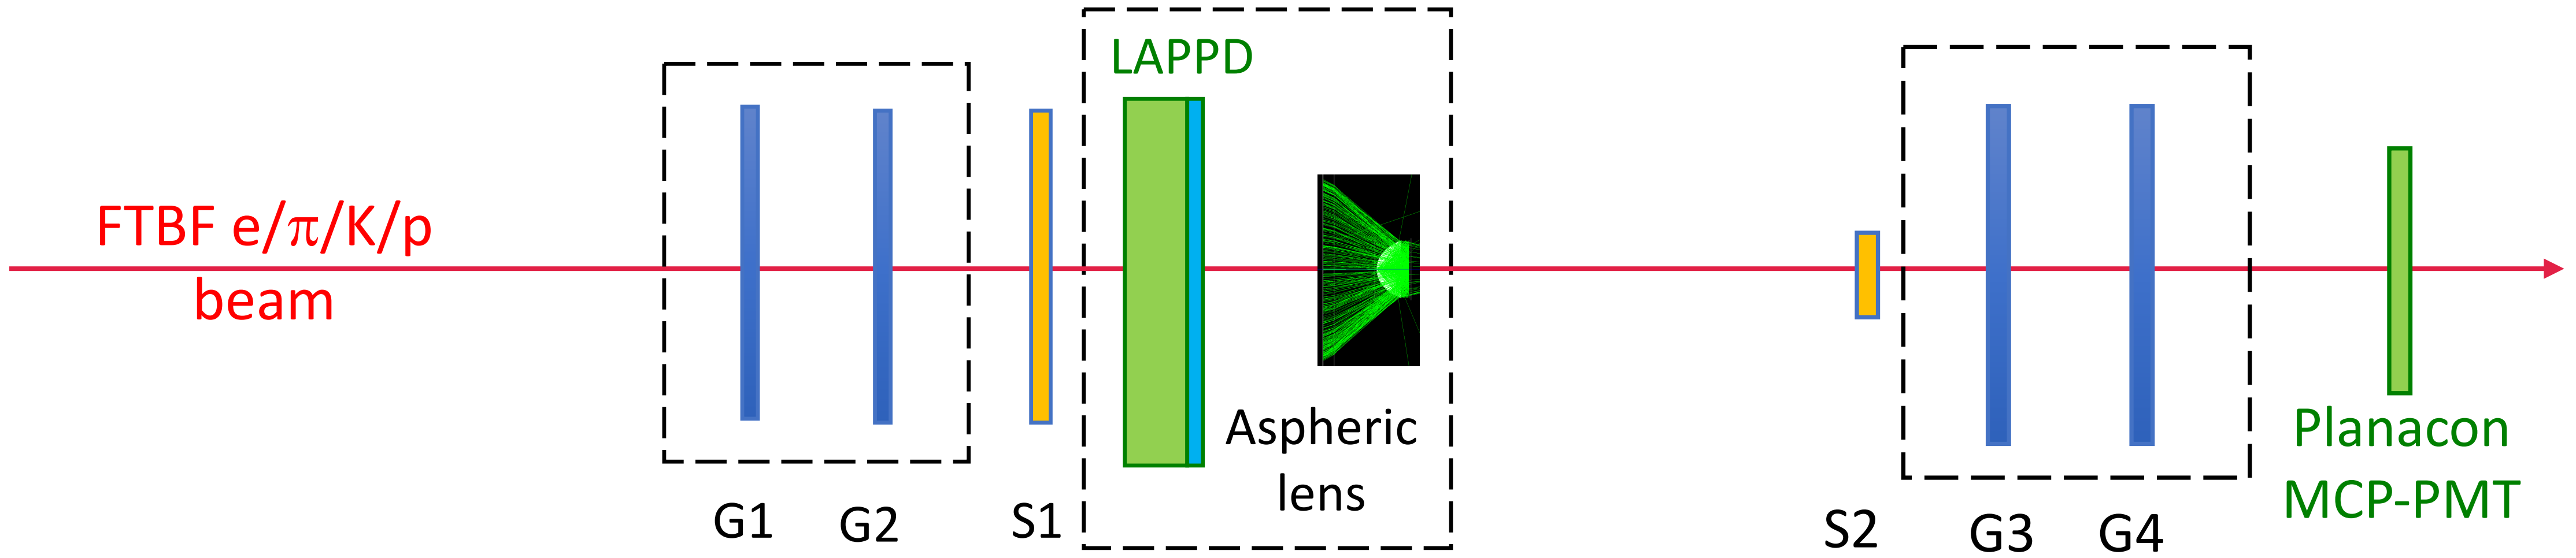 LAPPD
FTBF e/π/K/p
beam
Aspheric
lens
G1
G2
S1
S2
G3
G4
Planacon
MCP-PMT